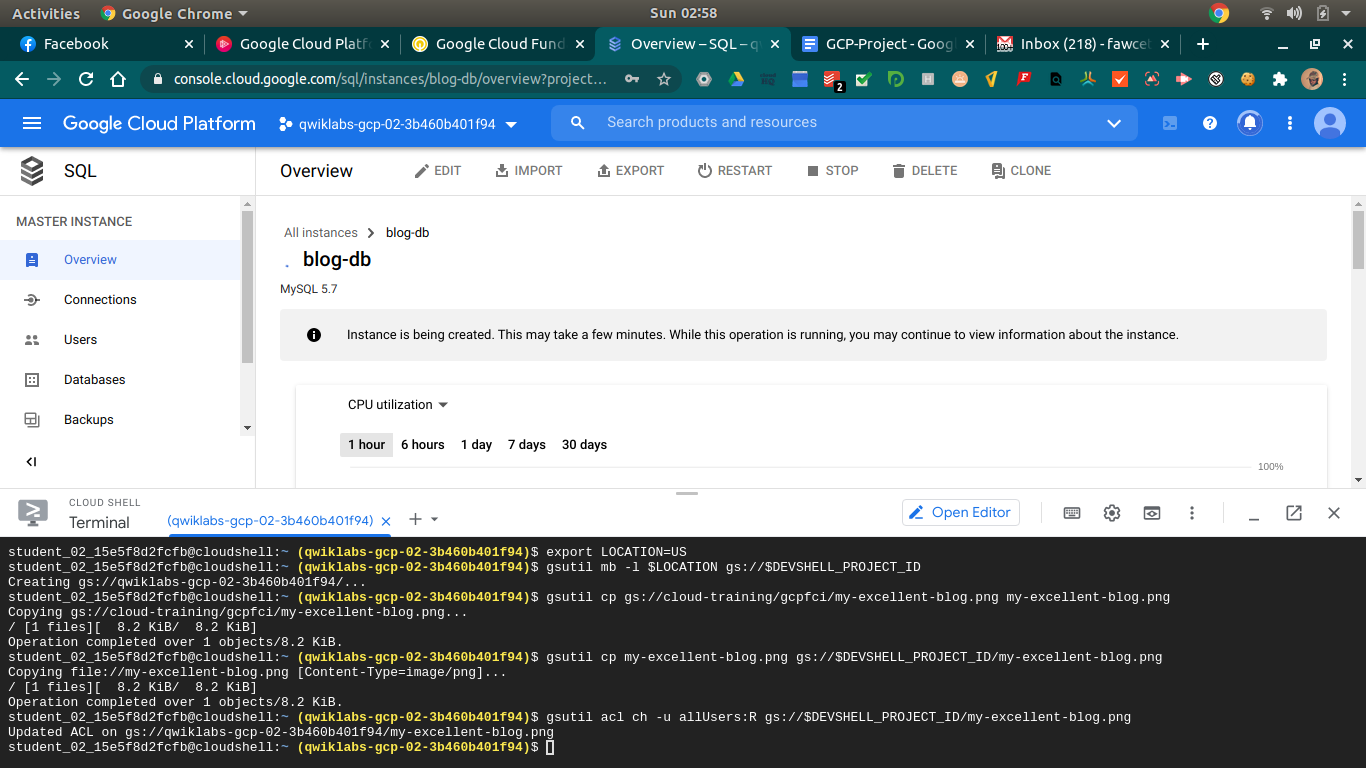 Activities Google Chrome Sun 02:58
Facebook Google Cloud Platf Google Cloud Fund Overview – SQL – q GCP-Project - Googl Inbox (218) - fawcet
console.cloud.google.com/sql/instances/blog-db/overview?project... 2
Google Cloud Platform qwiklabs-gcp-02-3b460b401f94 Search products and resources 1
SQL Overview EDIT IMPORT EXPORT RESTART STOP DELETE CLONE
MASTER INSTANCE
Overview
Connections
Users
Databases
Backups
All instances blog-db
blog-db
MySQL 5.7
Instance is being created. This may take a few minutes. While this operation is running, you may continue to view information about the instance.
CPU utilization
1 hour 6 hours 1 day 7 days 30 days
100%
CLOUD SHELL
Terminal (qwiklabs-gcp-02-3b460b401f94) Open Editor
student_02_15e5f8d2fcfb@cloudshell:~ (qwiklabs-gcp-02-3b460b401f94)$ export LOCATION=US
student_02_15e5f8d2fcfb@cloudshell:~ (qwiklabs-gcp-02-3b460b401f94)$ gsutil mb -l $LOCATION gs://$DEVSHELL_PROJECT_ID
Creating gs://qwiklabs-gcp-02-3b460b401f94/...
student_02_15e5f8d2fcfb@cloudshell:~ (qwiklabs-gcp-02-3b460b401f94)$ gsutil cp gs://cloud-training/gcpfci/my-excellent-blog.png my-excellent-blog.png
Copying gs://cloud-training/gcpfci/my-excellent-blog.png...
/ [1 files][  8.2 KiB/  8.2 KiB]
Operation completed over 1 objects/8.2 KiB.
student_02_15e5f8d2fcfb@cloudshell:~ (qwiklabs-gcp-02-3b460b401f94)$ gsutil cp my-excellent-blog.png gs://$DEVSHELL_PROJECT_ID/my-excellent-blog.png
Copying file://my-excellent-blog.png [Content-Type=image/png]...
/ [1 files][  8.2 KiB/  8.2 KiB]
Operation completed over 1 objects/8.2 KiB.
student_02_15e5f8d2fcfb@cloudshell:~ (qwiklabs-gcp-02-3b460b401f94)$ gsutil acl ch -u allUsers:R gs://$DEVSHELL_PROJECT_ID/my-excellent-blog.png
Updated ACL on gs://qwiklabs-gcp-02-3b460b401f94/my-excellent-blog.png
student_02_15e5f8d2fcfb@cloudshell:~ (qwiklabs-gcp-02-3b460b401f94)$